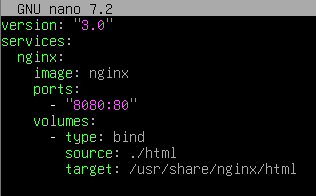 GNU nano 7.2
version: "3.0"
services:
  nginx:
    image: nginx
    ports:
      - "8080:80"
    volumes:
      - type: bind
        source: ./html
        target: /usr/share/nginx/html